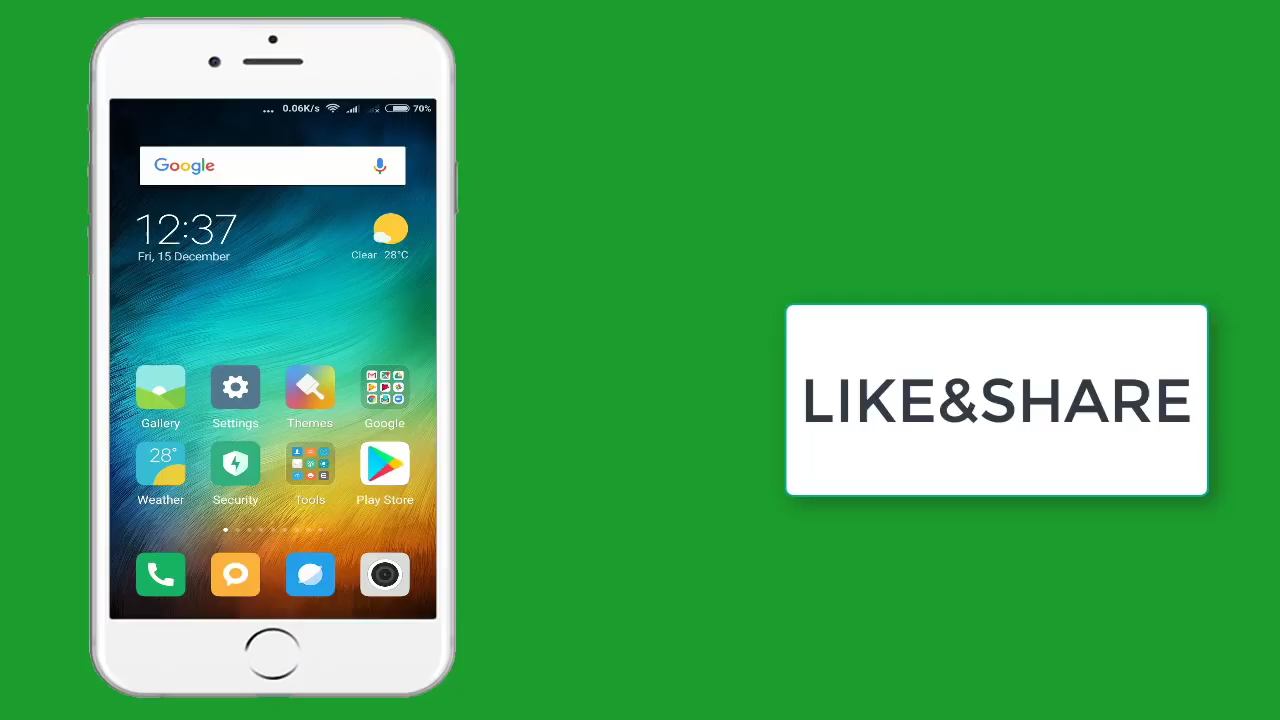 ... 0.06K/s 70%
Google
12:37
Fri, 15 December
Clear 28°C
Gallery Settings Themes Google
28°
Weather Security Tools Play Store
LIKE&SHARE